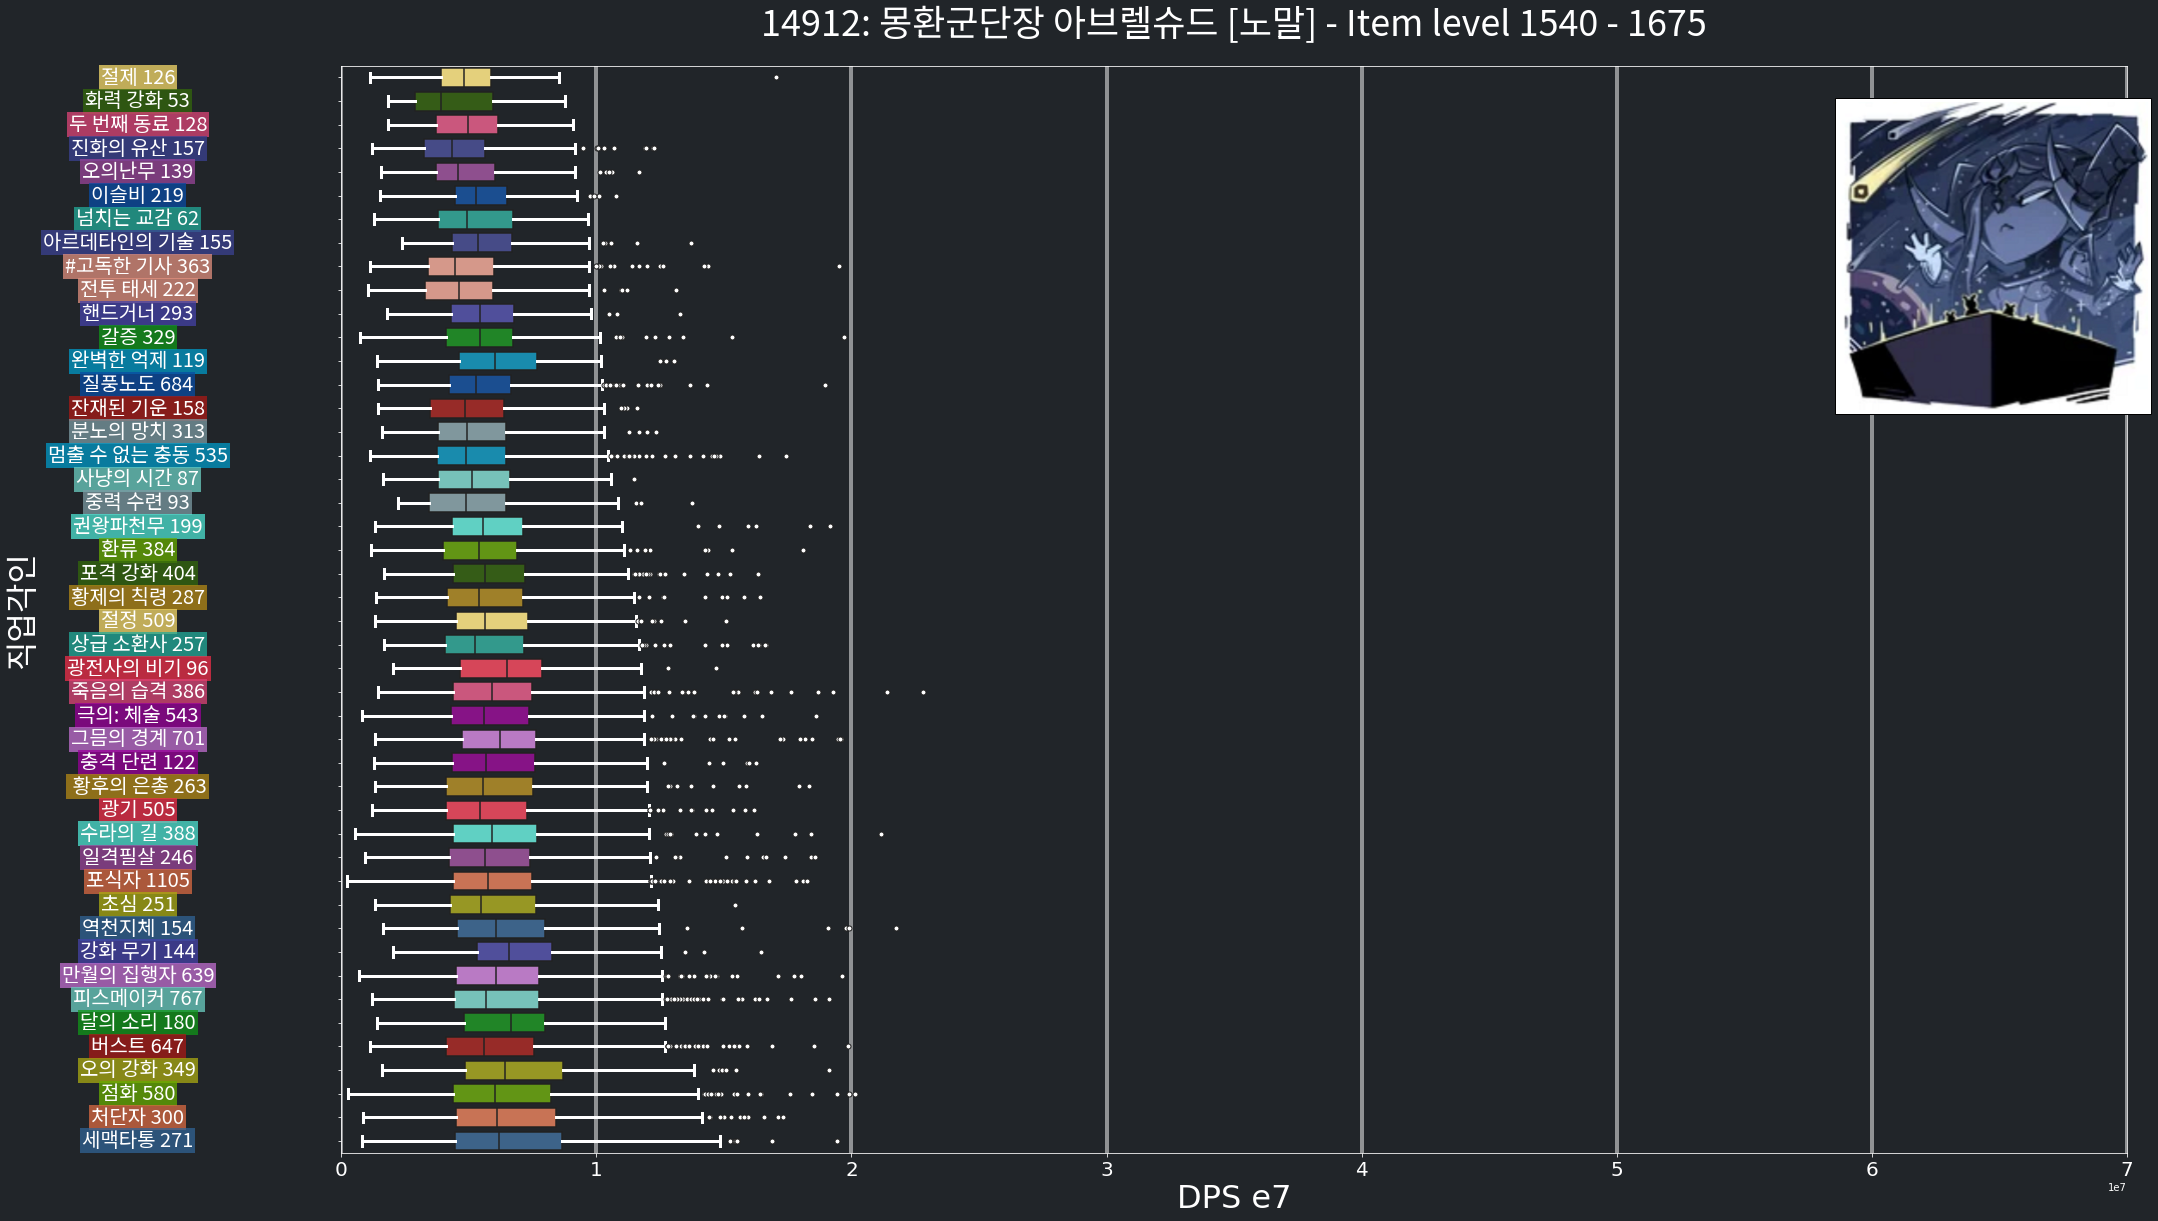 14912: 몽환군단장 아브렐슈드 [노말] - Item level 1540 - 1675
직업각인
절제 126
화력 강화 53
두 번째 동료 128
진화의 유산 157
오의난무 139
이슬비 219
넘치는 교감 62
아르데타인의 기술 155
#고독한 기사 363
전투 태세 222
핸드거너 293
갈증 329
완벽한 억제 119
질풍노도 684
잔재된 기운 158
분노의 망치 313
멈출 수 없는 충동 535
사냥의 시간 87
중력 수련 93
권왕파천무 199
환류 384
포격 강화 404
황제의 칙령 287
절정 509
상급 소환사 257
광전사의 비기 96
죽음의 습격 386
극의: 체술 543
그믐의 경계 701
충격 단련 122
황후의 은총 263
광기 505
수라의 길 388
일격필살 246
포식자 1105
초심 251
역천지체 154
강화 무기 144
만월의 집행자 639
피스메이커 767
달의 소리 180
버스트 647
오의 강화 349
점화 580
처단자 300
세맥타통 271
0 1 2 3 4 5 6 7
1e7
DPS e7